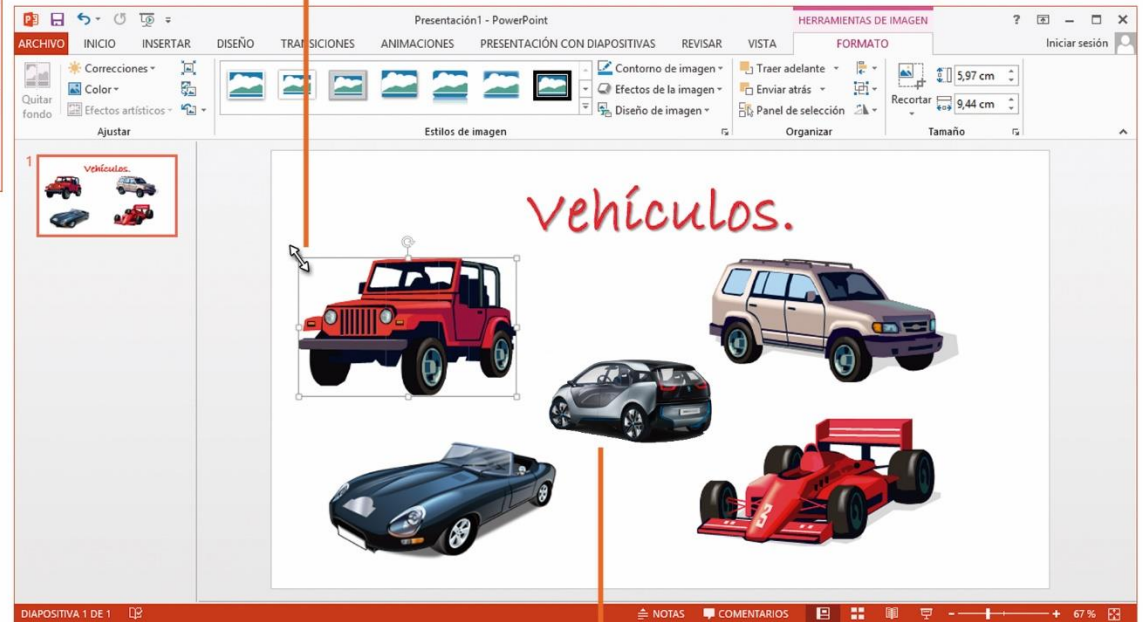 Presentación1 - PowerPoint
HERRAMIENTAS DE IMAGEN
?
ARCHIVO INICIO INSERTAR DISEÑO TRANSICIONES ANIMACIONES PRESENTACIÓN CON DIAPOSITIVAS REVISAR VISTA FORMATO Iniciar sesión
Correcciones
Contorno de imagen
Traer adelante
5,97 cm
Color
Efectos de la imagen
Enviar atrás
Quitar fondo
Recortar
9,44 cm
Efectos artísticos
Diseño de imagen
Panel de selección
Ajustar
Estilos de imagen
Organizar
Tamaño
1
Vehículos.
Vehículos.
2
DIAPOSITIVA 1 DE 1
NOTAS COMENTARIOS
- + 67 %